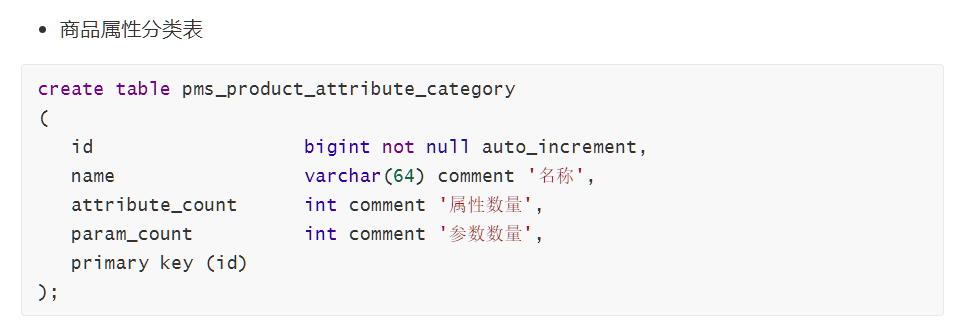 商品属性分类表
create table pms_product_attribute_category
(
   id                   bigint not null auto_increment,
   name                 varchar(64) comment '名称',
   attribute_count      int comment '属性数量',
   param_count          int comment '参数数量',
   primary key (id)
);